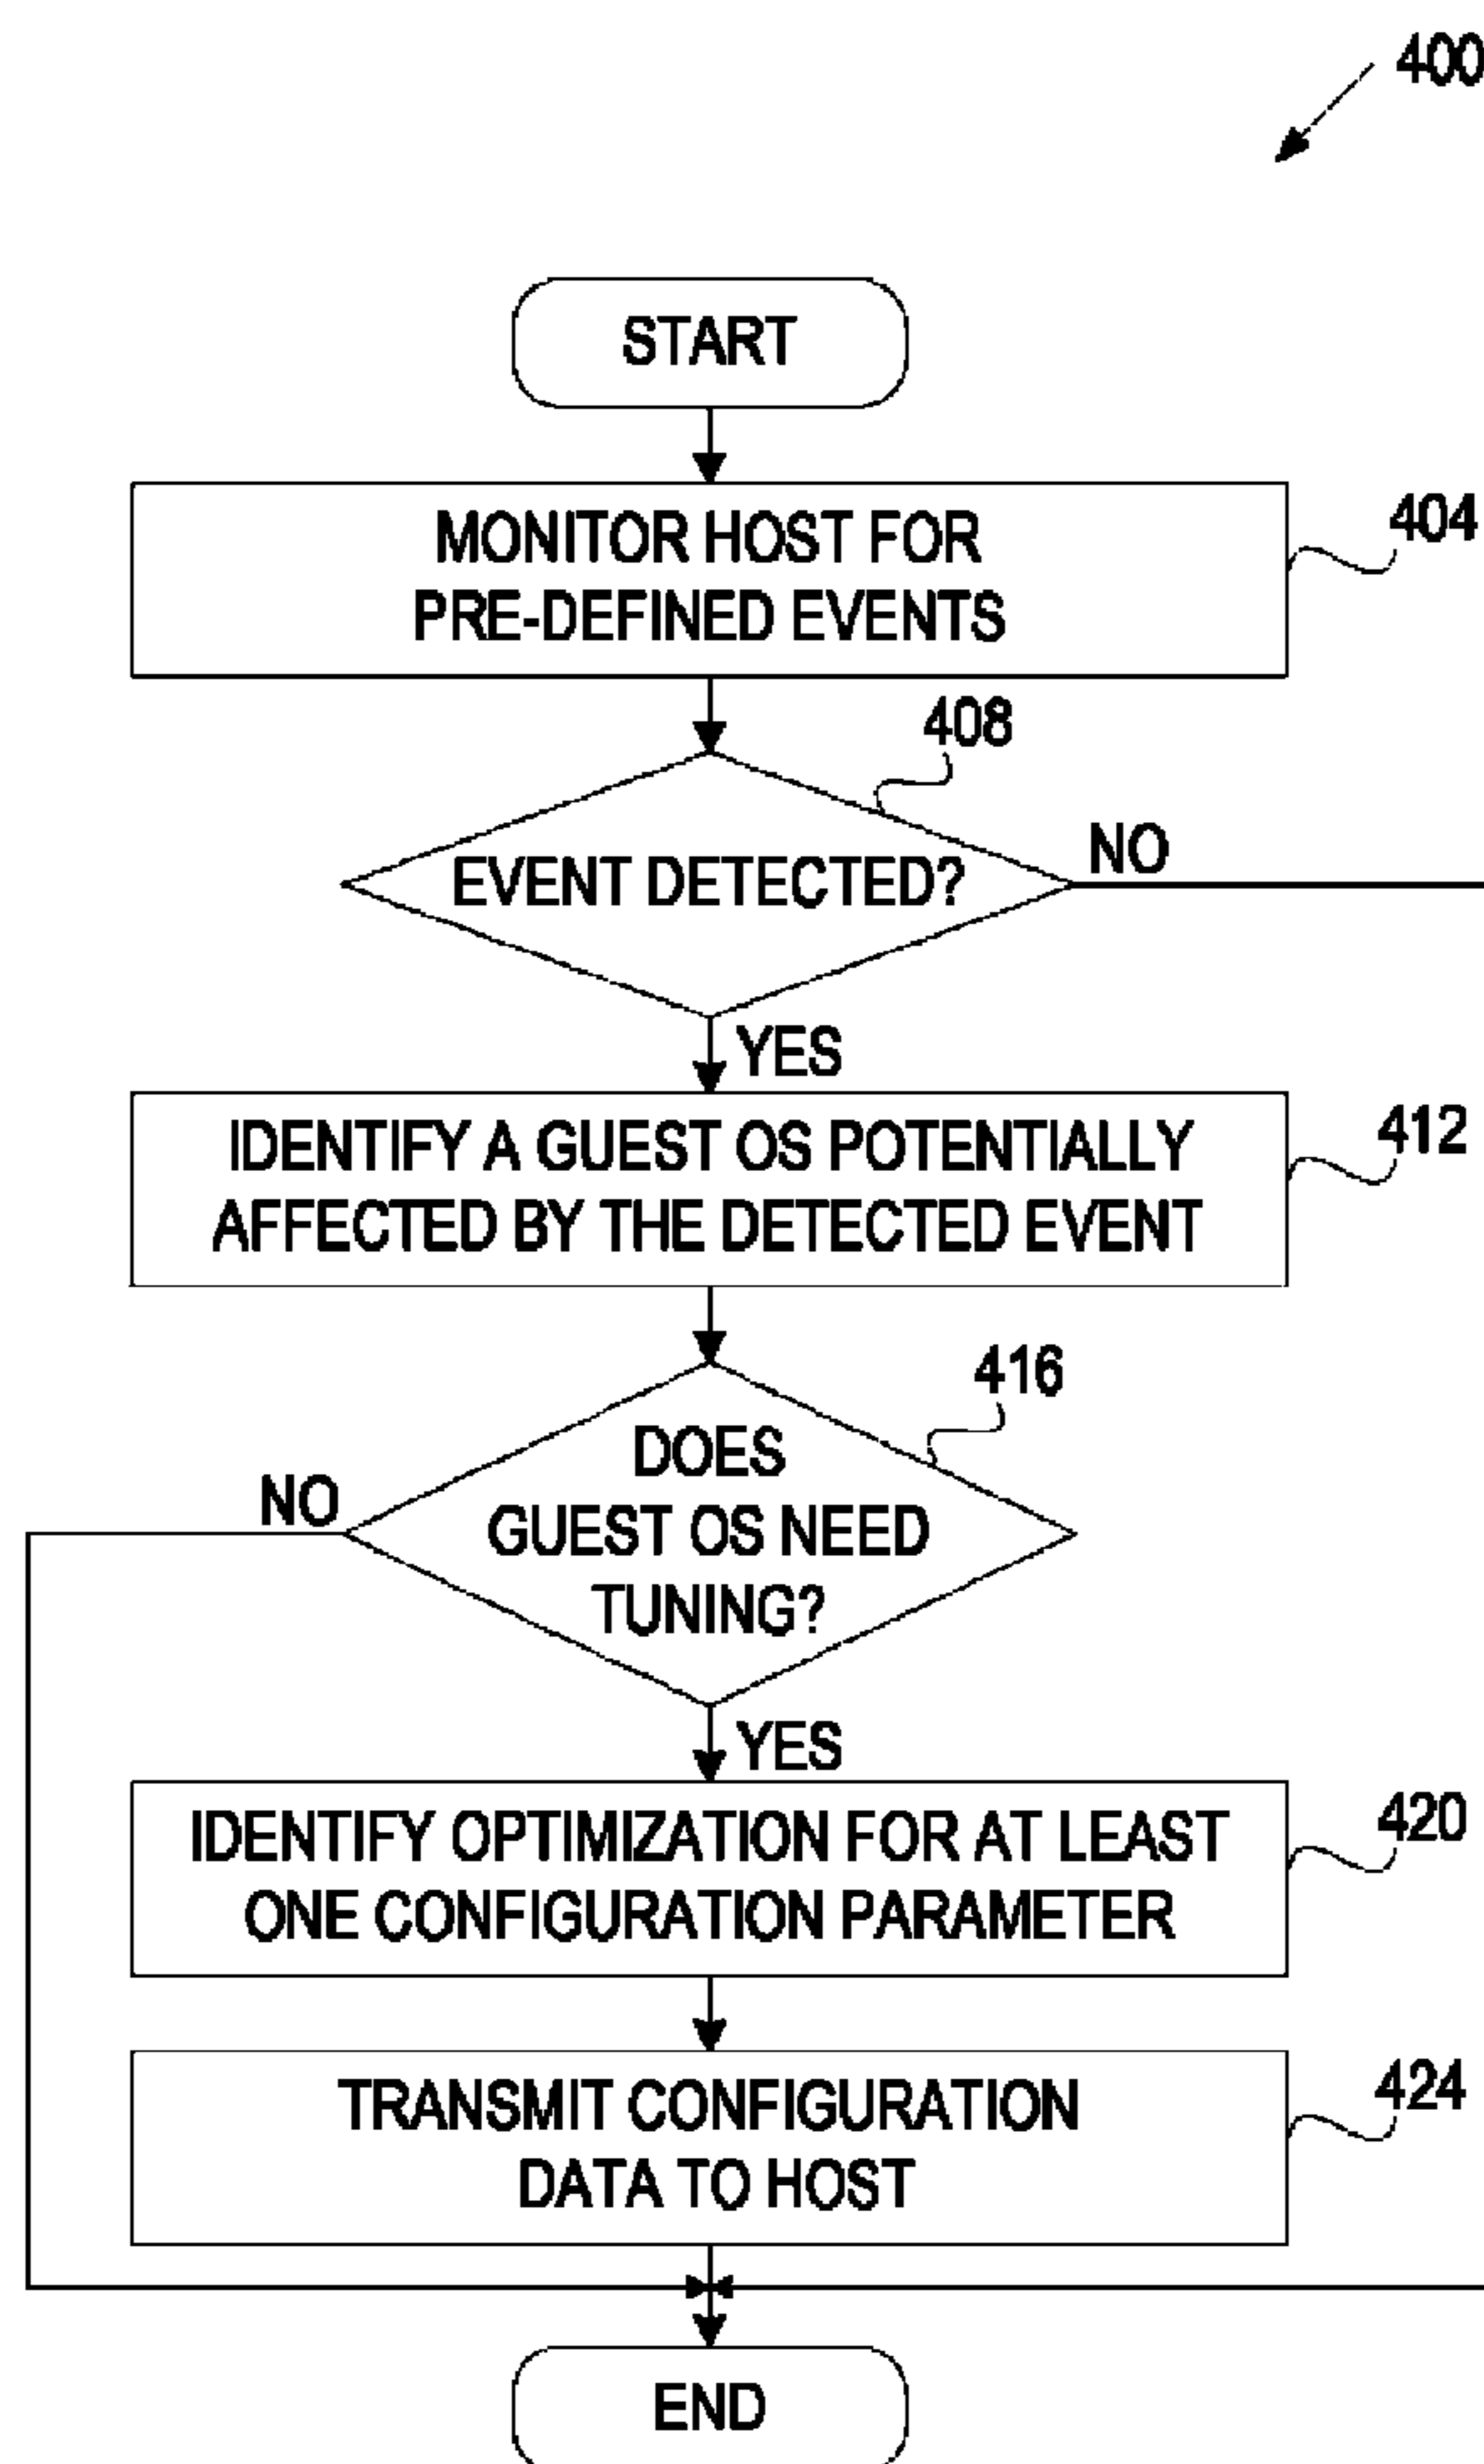 400
START
MONITOR HOST FOR
PRE-DEFINED EVENTS
404
408
EVENT DETECTED?
NO
YES
IDENTIFY A GUEST OS POTENTIALLY
AFFECTED BY THE DETECTED EVENT
412
416
DOES
GUEST OS NEED
TUNING?
NO
YES
IDENTIFY OPTIMIZATION FOR AT LEAST
ONE CONFIGURATION PARAMETER
420
TRANSMIT CONFIGURATION
DATA TO HOST
424
END